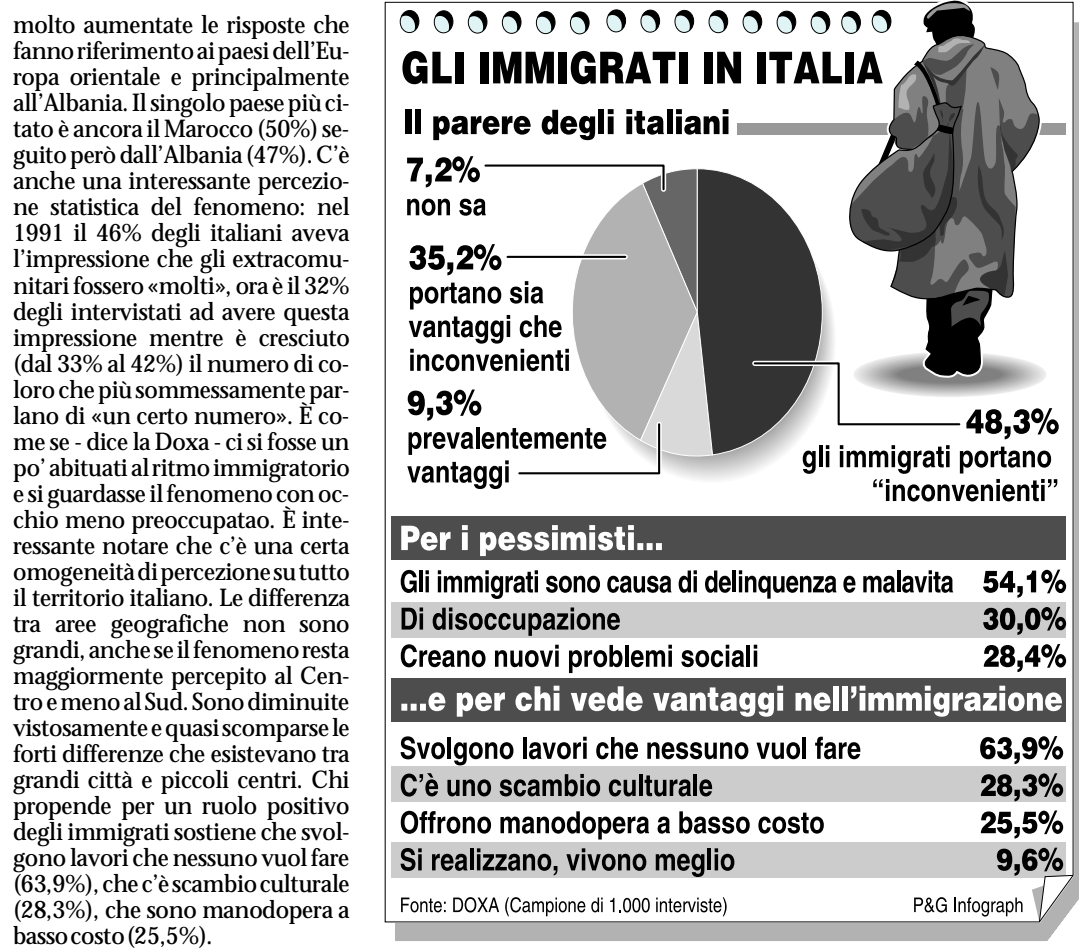 molto aumentate le risposte che
fanno riferimento ai paesi dell'Eu-
ropa orientale e principalmente
all'Albania. Il singolo paese più ci-
tato è ancora il Marocco (50%) se-
guito però dall'Albania (47%). C'è
anche una interessante percezio-
ne statistica del fenomeno: nel
1991 il 46% degli italiani aveva
l'impressione che gli extracomu-
nitari fossero «molti», ora è il 32%
degli intervistati ad avere questa
impressione mentre è cresciuto
(dal 33% al 42%) il numero di co-
loro che più sommessamente par-
lano di «un certo numero». È co-
me se - dice la Doxa - ci si fosse un
po' abituati al ritmo immigratorio
e si guardasse il fenomeno con oc-
chio meno preoccupatao. È inte-
ressante notare che c'è una certa
omogeneità di percezione su tutto
il territorio italiano. Le differenza
tra aree geografiche non sono
grandi, anche se il fenomeno resta
maggiormente percepito al Cen-
tro e meno al Sud. Sono diminuite
vistosamente e quasi scomparse le
forti differenze che esistevano tra
grandi città e piccoli centri. Chi
propende per un ruolo positivo
degli immigrati sostiene che svol-
gono lavori che nessuno vuol fare
(63,9%), che c'è scambio culturale
(28,3%), che sono manodopera a
basso costo (25,5%).
GLI IMMIGRATI IN ITALIA
Il parere degli italiani
7,2%
non sa
35,2%
portano sia
vantaggi che
inconvenienti
9,3%
prevalentemente
vantaggi
48,3%
gli immigrati portano
“inconvenienti”
Per i pessimisti...
Gli immigrati sono causa di delinquenza e malavita 54,1%
Di disoccupazione 30,0%
Creano nuovi problemi sociali 28,4%
...e per chi vede vantaggi nell'immigrazione
Svolgono lavori che nessuno vuol fare 63,9%
C'è uno scambio culturale 28,3%
Offrono manodopera a basso costo 25,5%
Si realizzano, vivono meglio 9,6%
Fonte: DOXA (Campione di 1.000 interviste) P&G Infograph